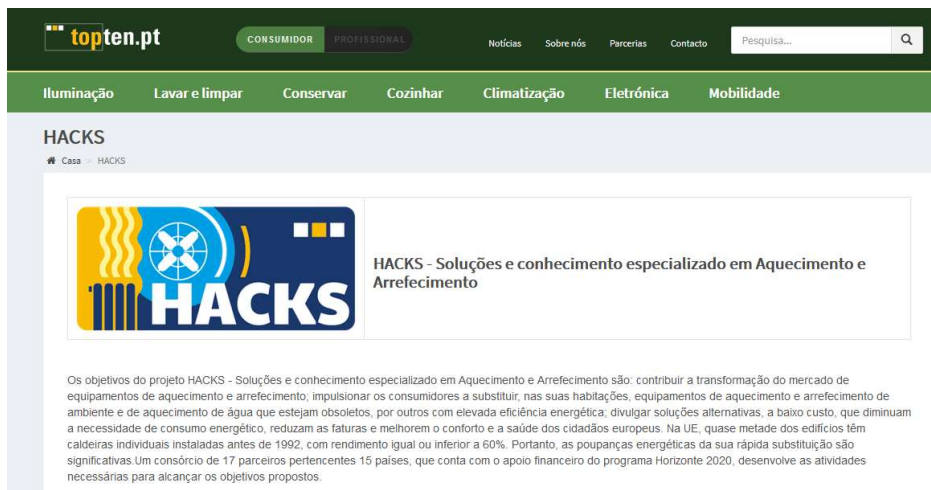 topten.pt
CONSUMIDOR PROFISSIONAL
Notícias Sobre nós Parcerias Contacto Pesquisa...
Iluminação Lavar e limpar Conservar Cozinhar Climatização Eletrónica Mobilidade
HACKS
Casa > HACKS
HACKS
HACKS - Soluções e conhecimento especializado em Aquecimento e
Arrefecimento
Os objetivos do projeto HACKS - Soluções e conhecimento especializado em Aquecimento e Arrefecimento são: contribuir a transformação do mercado de
equipamentos de aquecimento e arrefecimento; impulsionar os consumidores a substituir, nas suas habitações, equipamentos de aquecimento e arrefecimento de
ambiente e de aquecimento de água que estejam obsoletos, por outros com elevada eficiência energética; divulgar soluções alternativas, a baixo custo, que diminuam
a necessidade de consumo energético, reduzam as faturas e melhorem o conforto e a saúde dos cidadãos europeus. Na UE, quase metade dos edifícios têm
caldeiras individuais instaladas antes de 1992, com rendimento igual ou inferior a 60%. Portanto, as poupanças energéticas da sua rápida substituição são
significativas.Um consórcio de 17 parceiros pertencentes 15 países, que conta com o apoio financeiro do programa Horizonte 2020, desenvolve as atividades
necessárias para alcançar os objetivos propostos.